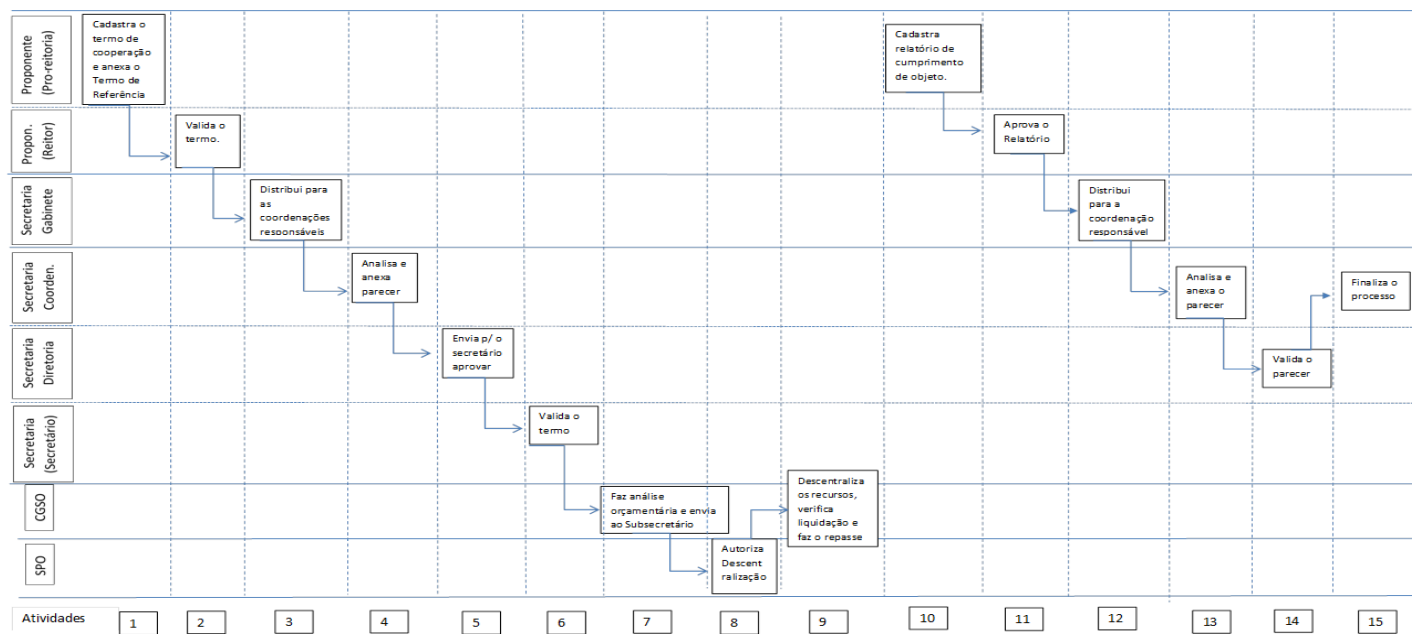 Proponente
(Pro-reitoria)
Cadastra o
termo de
cooperação
e anexa o
Termo de
Referência
Cadastra
relatório de
cumprimento
de objeto.
Propon.
(Reitor)
Valida o
termo.
Aprova o
Relatório
Secretaria
Gabinete
Distribui para
as
coordenações
responsáveis
Distribui
para a
coordenação
responsável
Secretaria
Coorden.
Analisa e
anexa
parecer
Analisa e
anexa o
parecer
Finaliza o
processo
Secretaria
Diretoria
Envia p/ o
secretário
aprovar
Valida o
parecer
Secretaria
(Secretário)
Valida o
termo
CGSO
Faz análise
orçamentária e envia
ao Subsecretário
Descentraliza
os recursos,
verifica
liquidação e
faz o repasse
SPO
Autoriza
Descent
ralização
Atividades
1
2
3
4
5
6
7
8
9
10
11
12
13
14
15